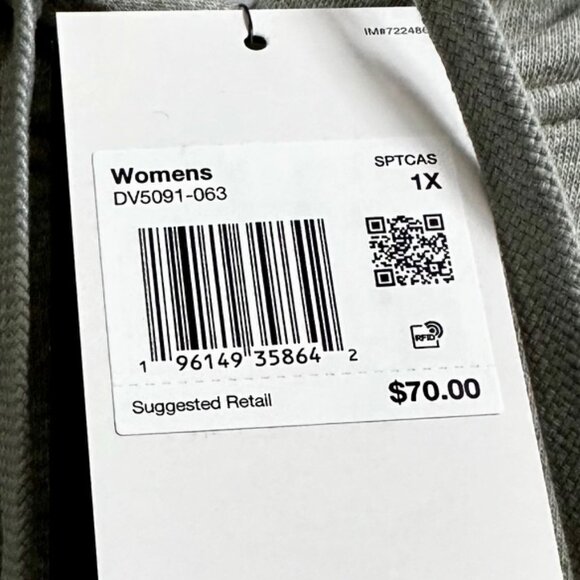 IM#72248
Womens
SPTCAS
DV5091-063
1X
RFID
1 96149 35864 2
Suggested Retail
$70.00